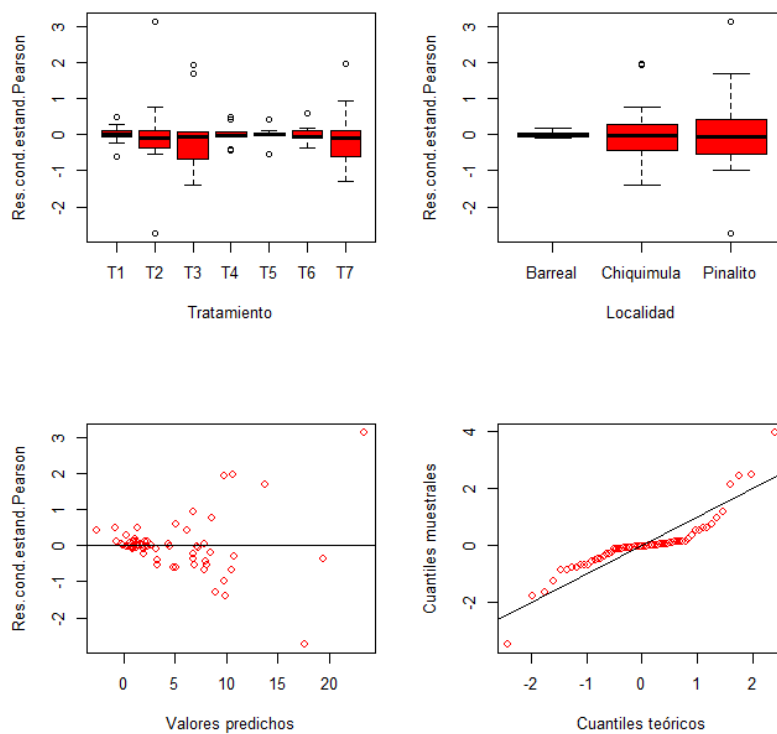 Res.cond.estand.Pearson
3
2
1
0
-1
-2
T1 T2 T3 T4 T5 T6 T7
Tratamiento
Res.cond.estand.Pearson
3
2
1
0
-1
-2
Barreal Chiquimula Pinalito
Localidad
Res.cond.estand.Pearson
3
2
1
0
-1
-2
0 5 10 15 20
Valores predichos
Cuantiles muestrales
4
2
0
-2
-2 -1 0 1 2
Cuantiles teóricos